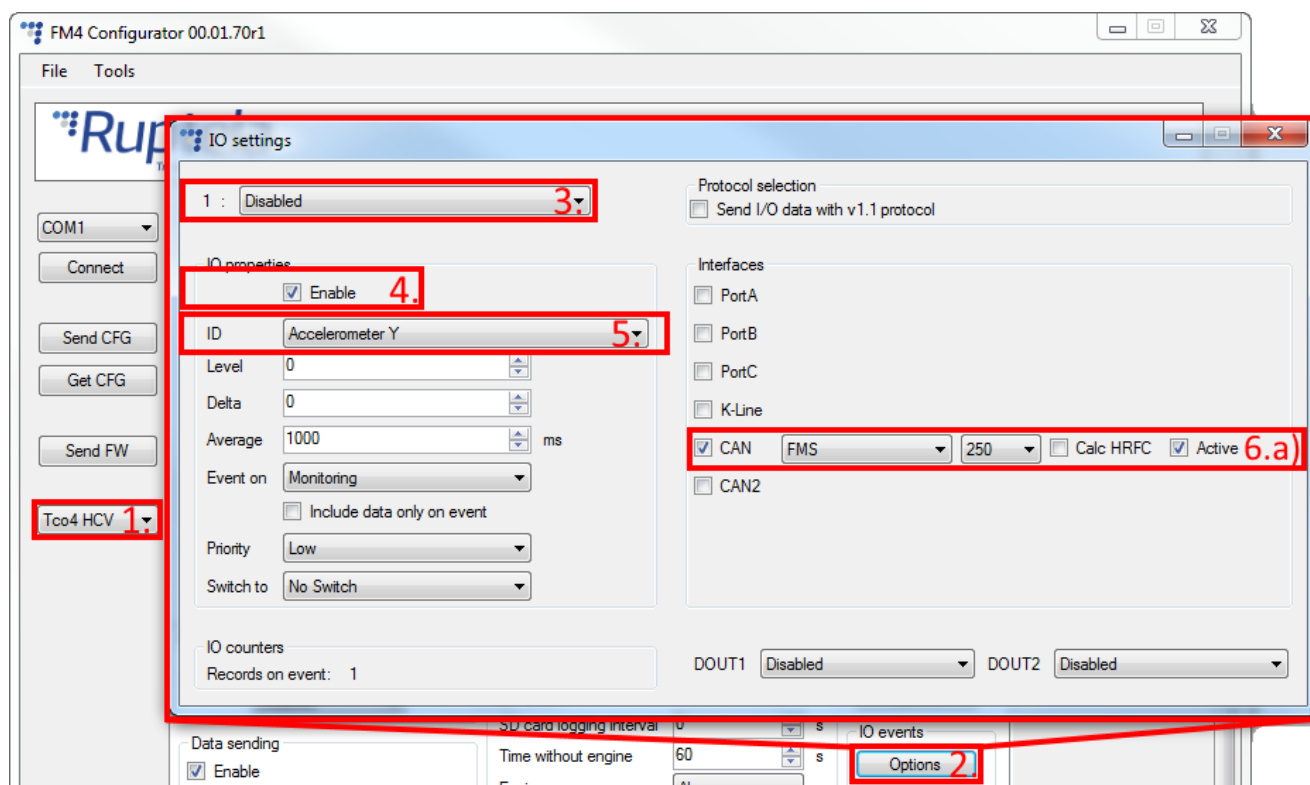 FM4 Configurator 00.01.70r1
File Tools
IO settings
1 : Disabled 3.
Protocol selection
Send I/O data with v1.1 protocol
COM1
Connect
Send CFG
Get CFG
Send FW
Tco4 HCV 1.
IO properties
Enable 4.
ID Accelerometer Y 5.
Level 0
Delta 0
Average 1000 ms
Event on Monitoring
Include data only on event
Priority Low
Switch to No Switch
Interfaces
PortA
PortB
PortC
K-Line
CAN FMS 250 Calc HRFC Active 6.a)
CAN2
IO counters
Records on event: 1
DOUT1 Disabled DOUT2 Disabled
Data sending
Enable
SD card logging interval 0 s
Time without engine 60 s
IO events
Options 2.